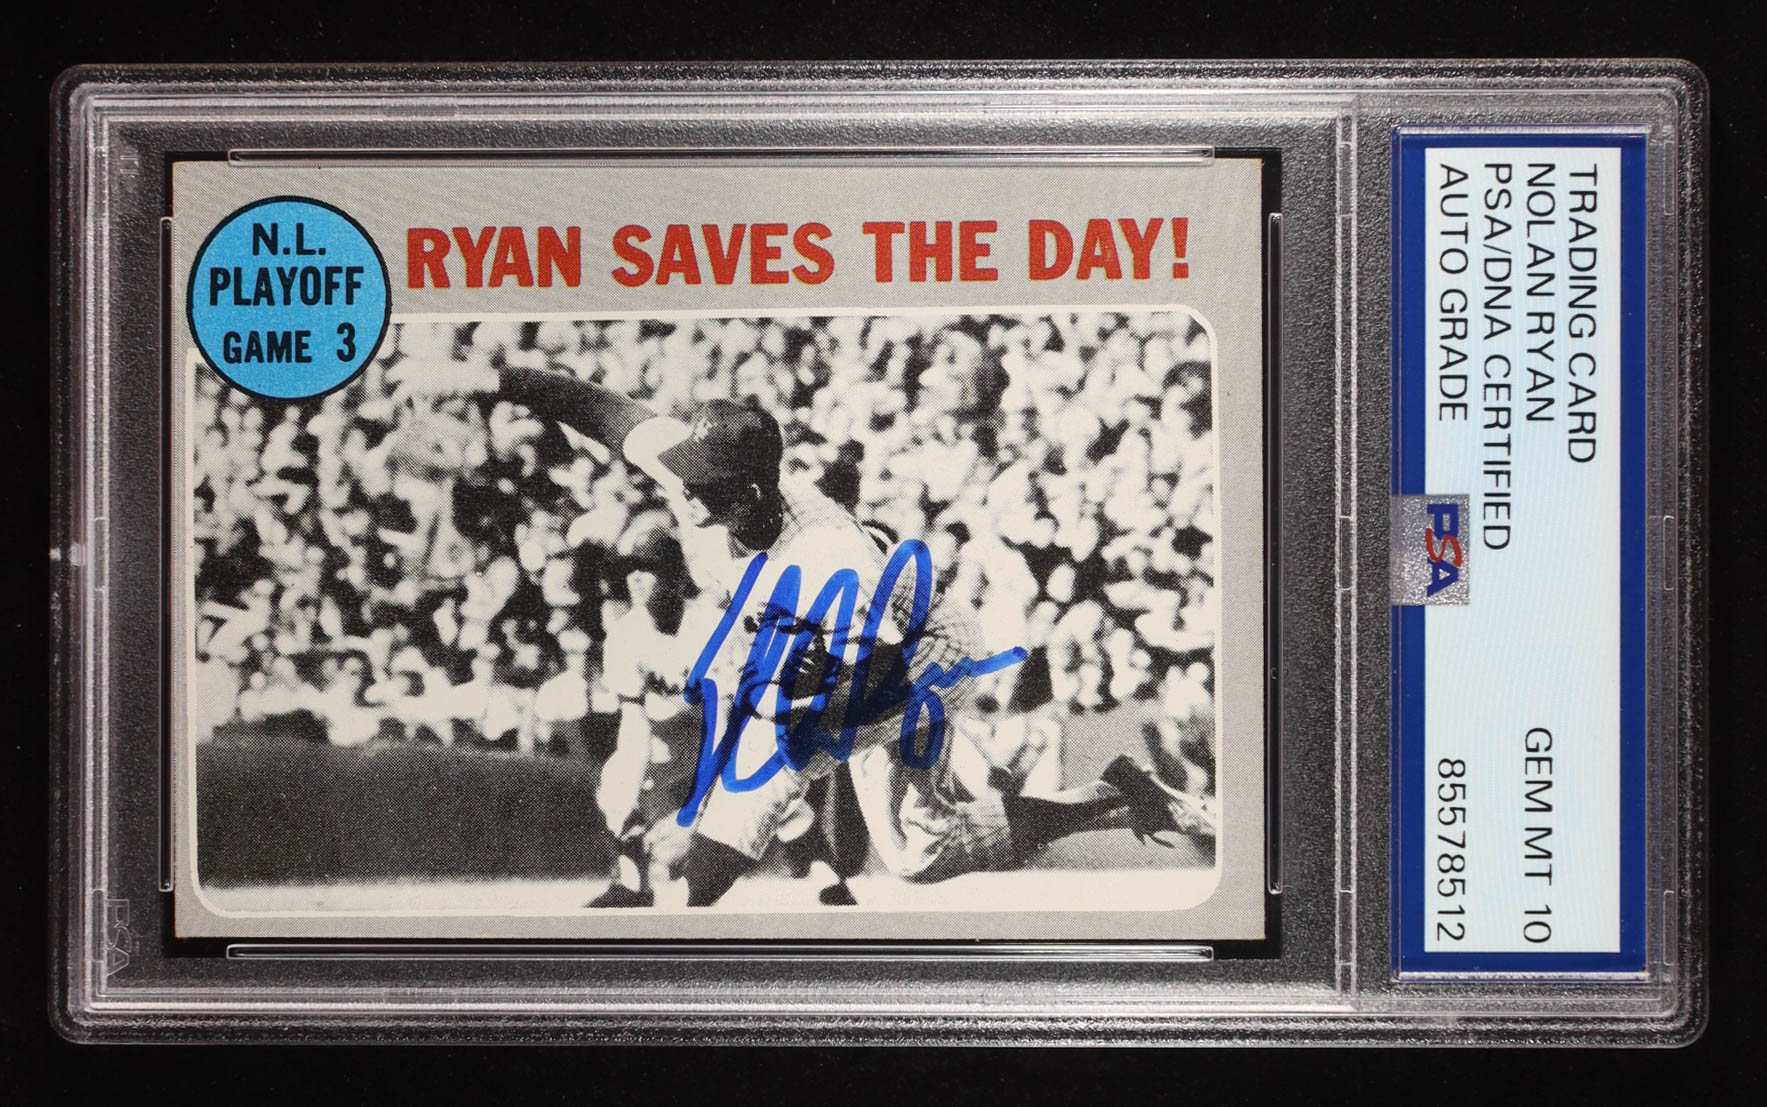 N.L.
PLAYOFF
GAME 3
RYAN SAVES THE DAY!
TRADING CARD
NOLAN RYAN
GEM MT 10
PSA/DNA CERTIFIED
AUTO GRADE
85578512
PSA
PSA